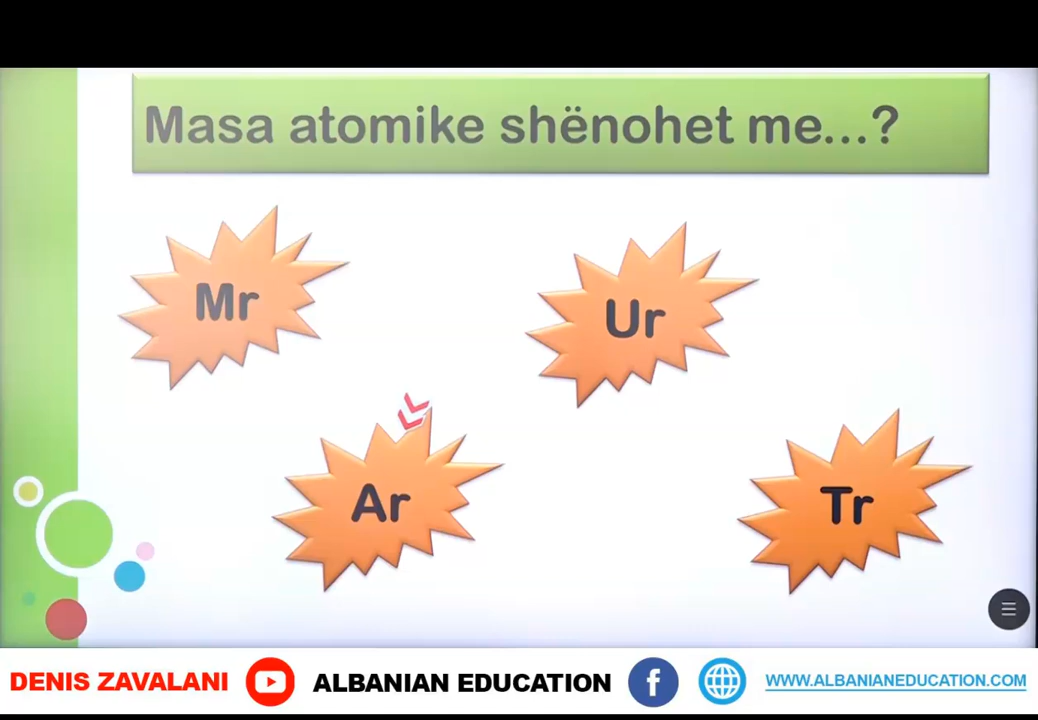 Masa atomike shënohet me...?
Mr
Ur
Ar
Tr
DENIS ZAVALANI ALBANIAN EDUCATION WWW.ALBANIANEDUCATION.COM